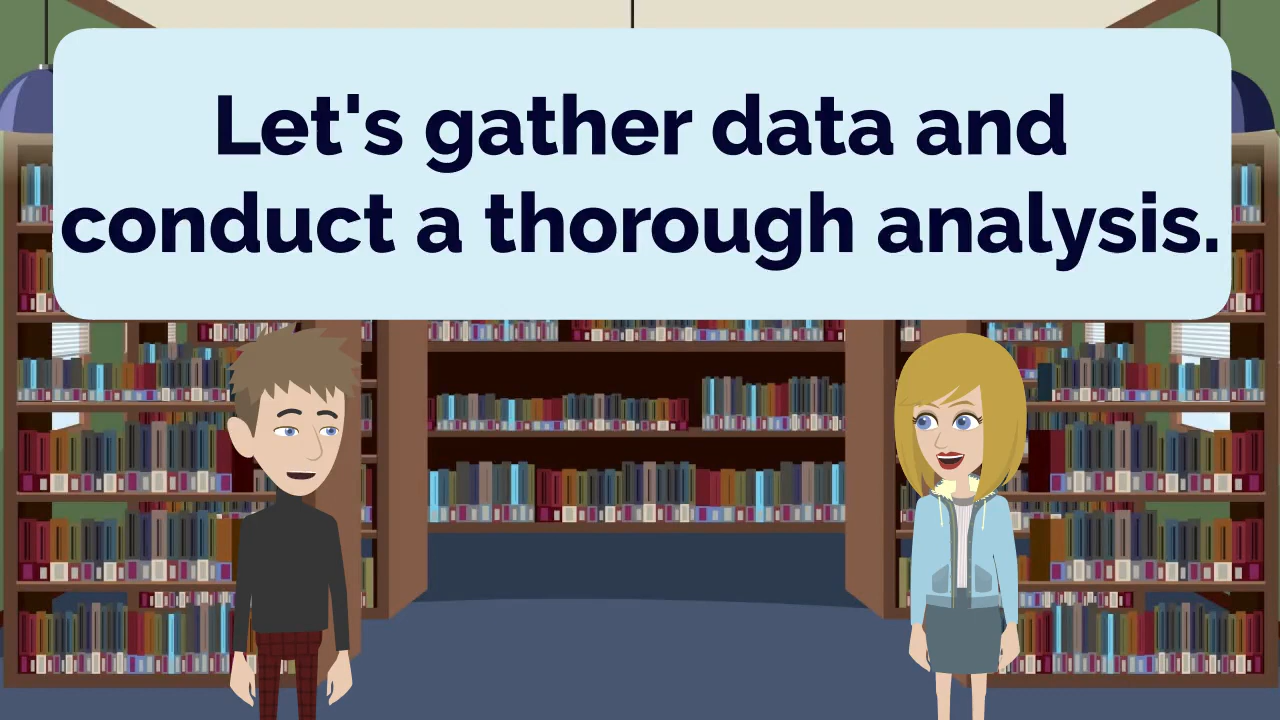 Let's gather data and
conduct a thorough analysis.